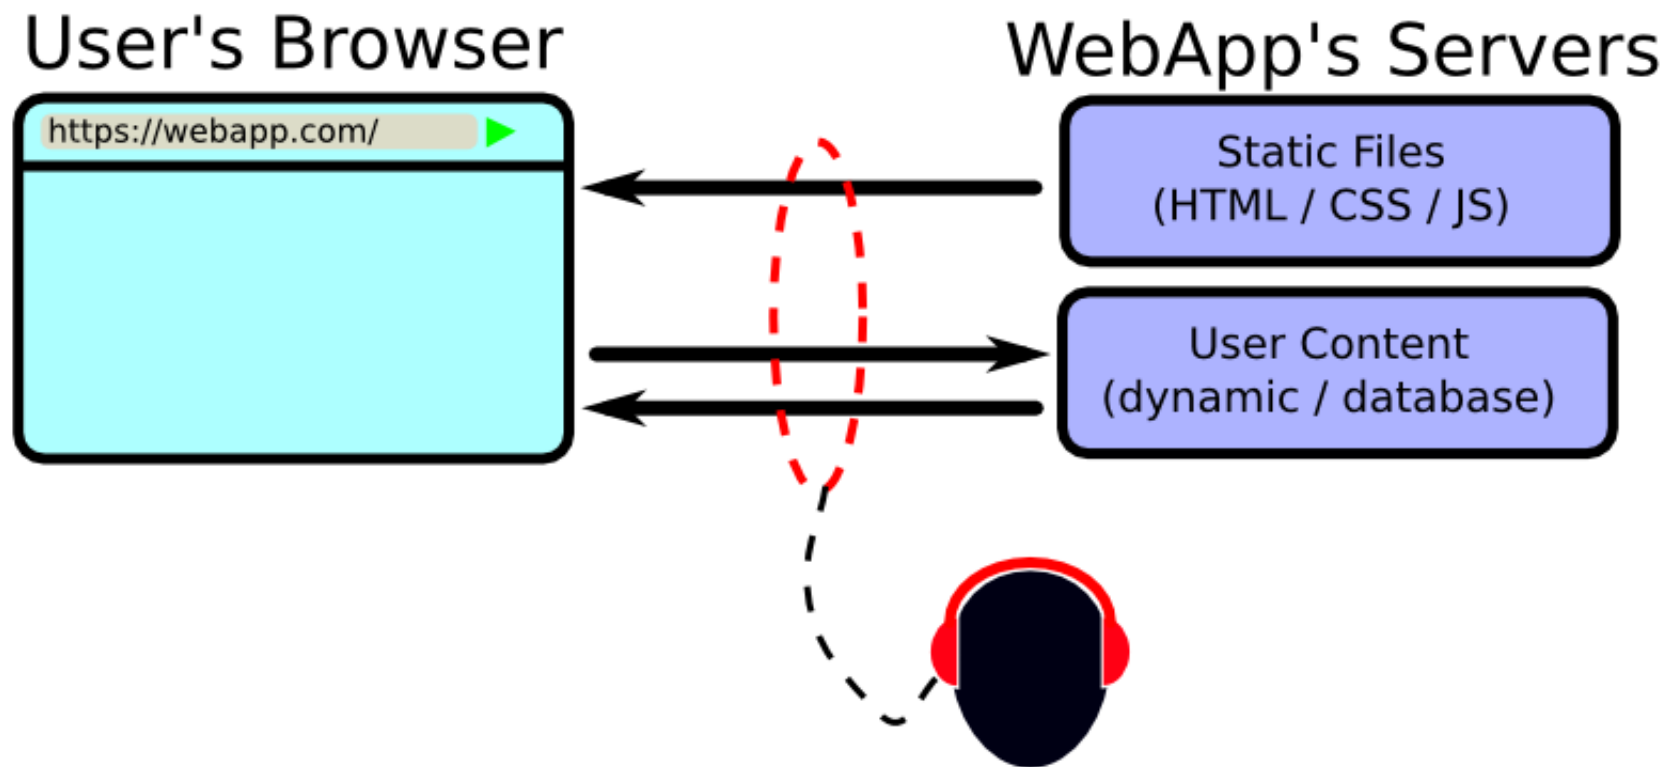 User's Browser
WebApp's Servers
https://webapp.com/
Static Files
(HTML / CSS / JS)
User Content
(dynamic / database)